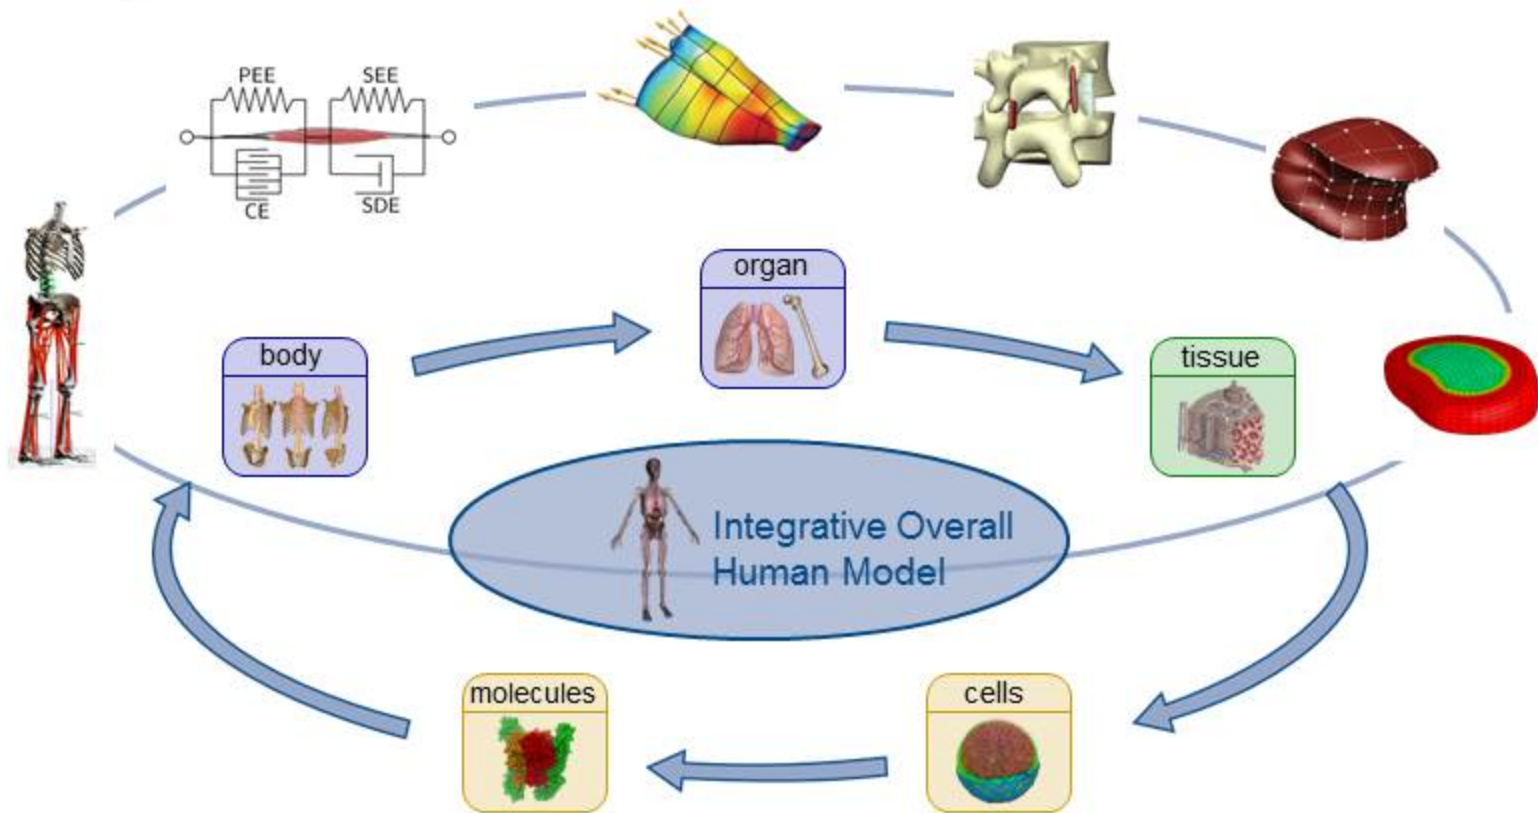 PEE
SEE
CE
SDE
organ
body
tissue
Integrative Overall
Human Model
molecules
cells